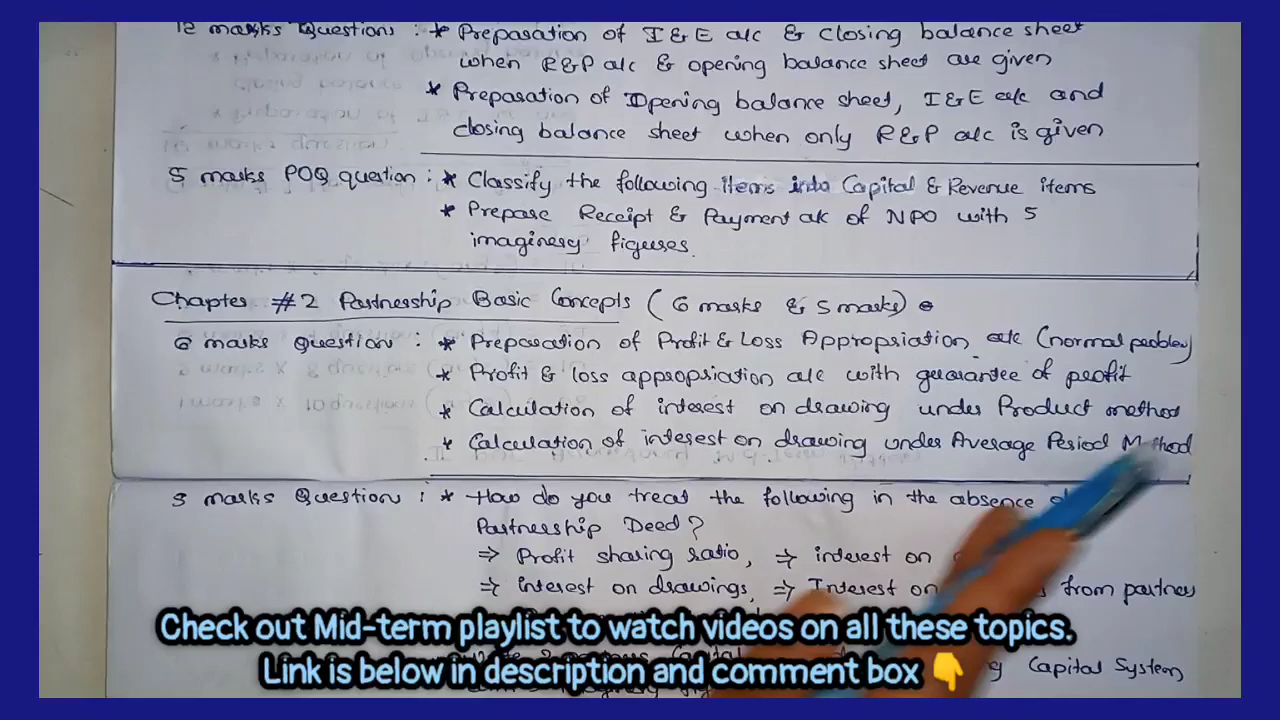 12 marks Questions : * Preparation of I & E a/c & Closing balance sheet
when R&P a/c & opening balance sheet are given
* Preparation of Opening balance sheet, I & E a/c and
closing balance sheet when only R&P a/c is given
5 marks POQ question : * Classify the following items into Capital & Revenue items
* Prepare Receipt & Payment a/c of NPO with 5
imaginery figures.
Chapter #2 Partnership Basic Concepts (6 marks & 5 marks)
6 marks Question : * Preparation of Profit & Loss Appropriation a/c (normal problem)
* Profit & loss appropriation a/c with guarantee of profit
* Calculation of interest on drawing under Product method
* Calculation of interest on drawing under Average Period Method
5 marks Question : * How do you treat the following in the absence
Partnership Deed?
⇒ Profit sharing ratio, ⇒ interest on
⇒ interest on drawings, ⇒ Interest on from partner
Capital System
Check out Mid-term playlist to watch videos on all these topics.
Link is below in description and comment box 👇